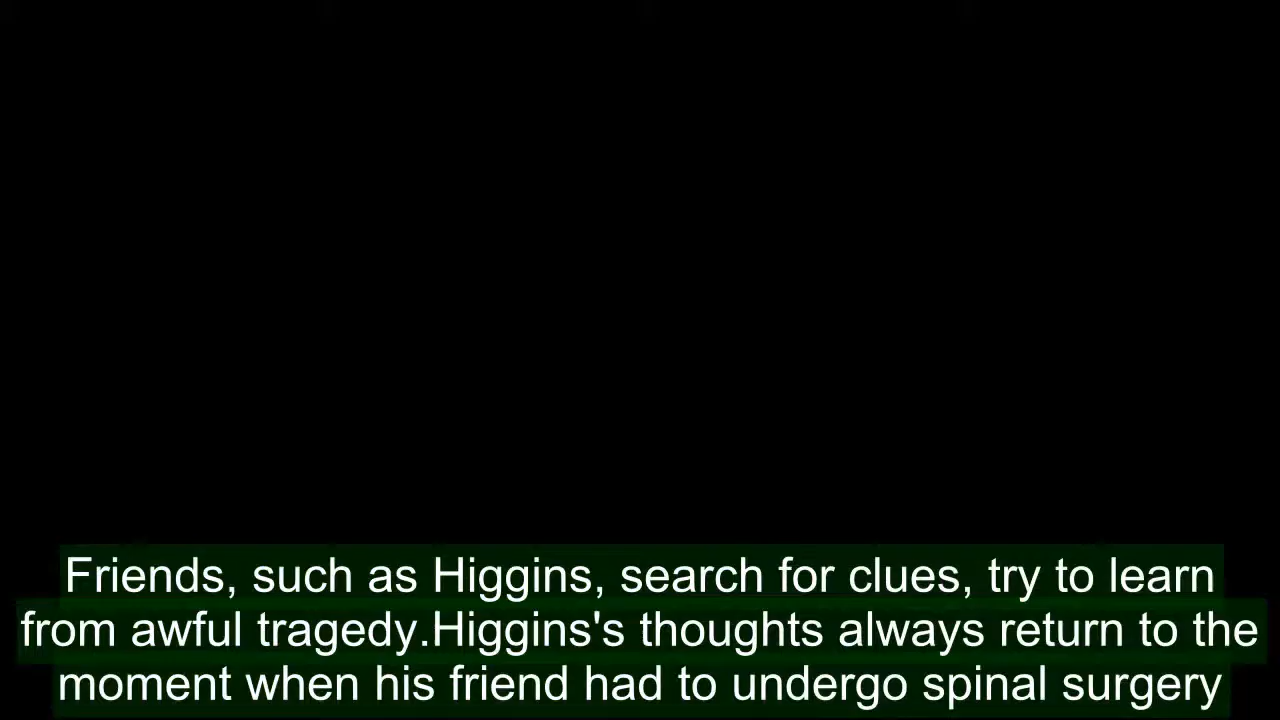 Friends, such as Higgins, search for clues, try to learn
from awful tragedy.Higgins's thoughts always return to the
moment when his friend had to undergo spinal surgery